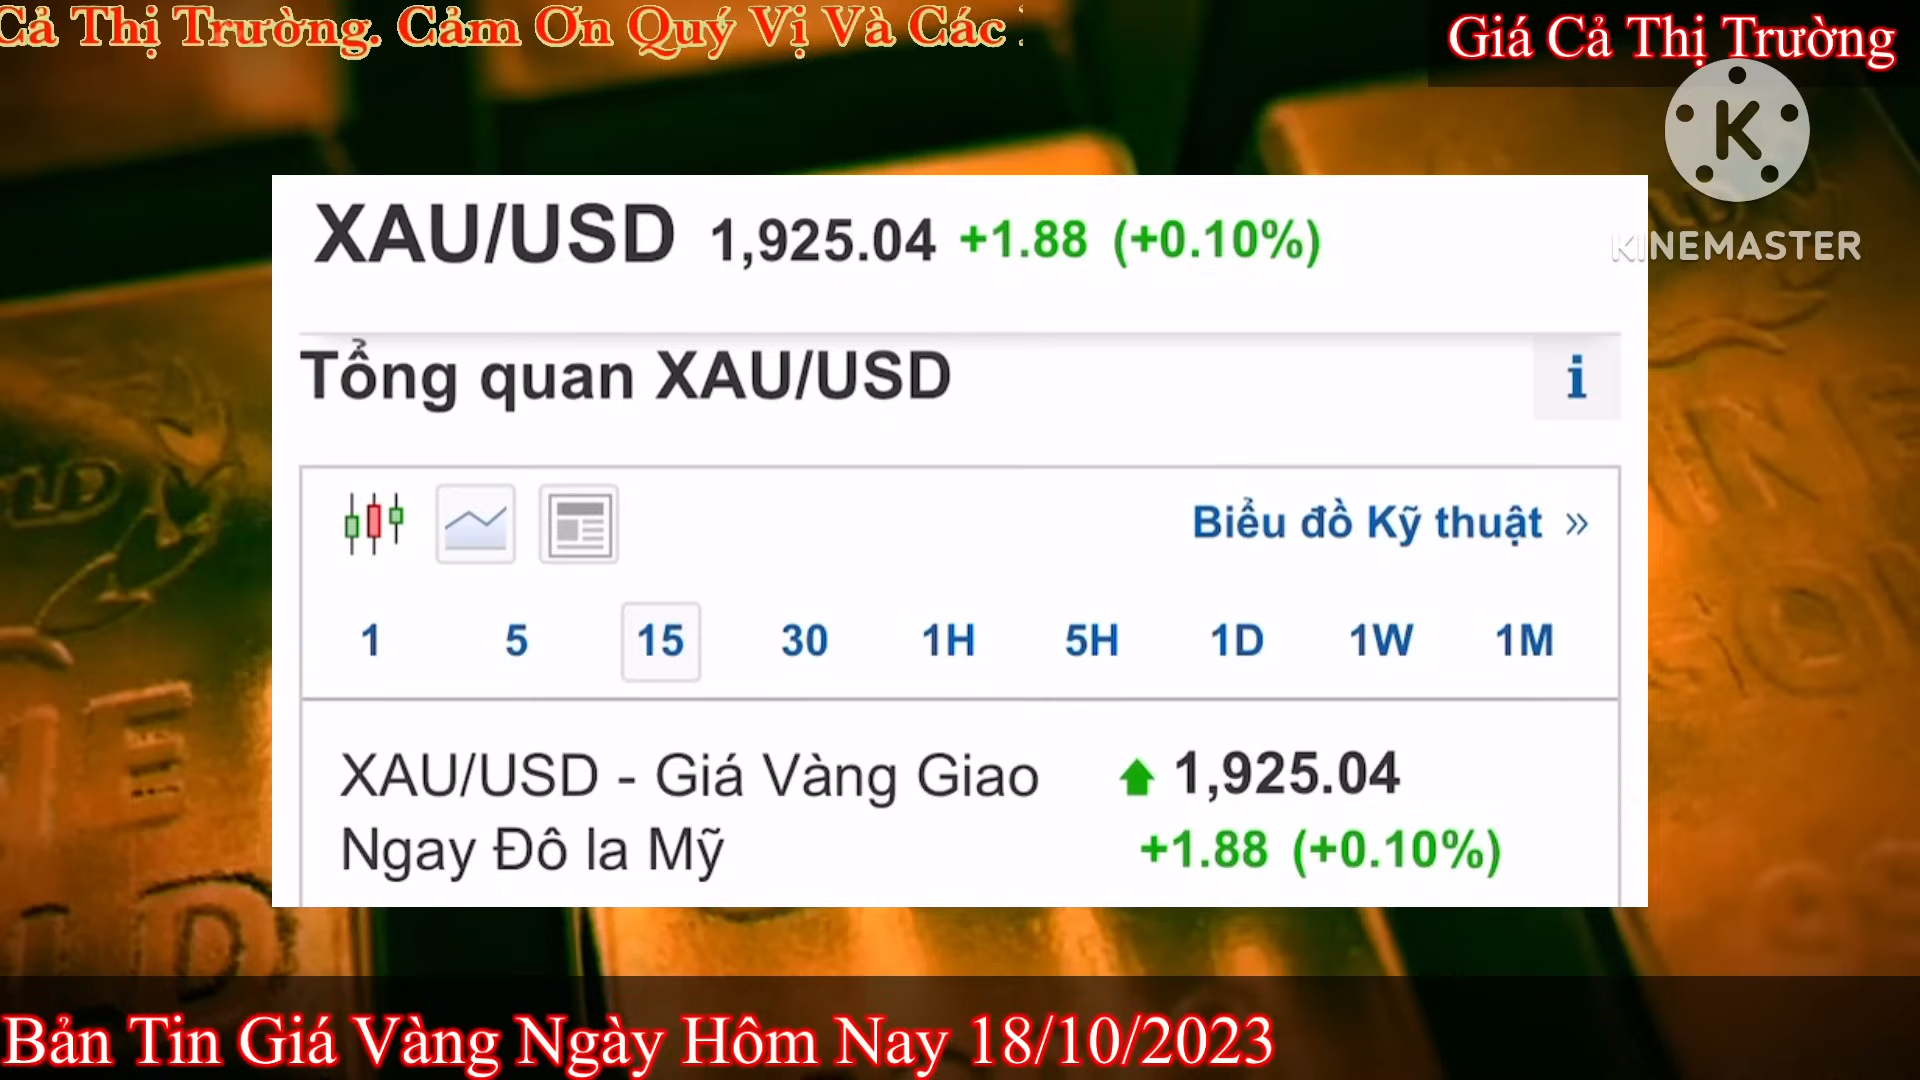 Cả Thị Trường. Cảm Ơn Quý Vị Và Các
Giá Cả Thị Trường
K
KINEMASTER
XAU/USD 1,925.04 +1.88 (+0.10%)
Tổng quan XAU/USD
i
Biểu đồ Kỹ thuật »
1 5 15 30 1H 5H 1D 1W 1M
XAU/USD - Giá Vàng Giao 1,925.04
Ngay Đô la Mỹ +1.88 (+0.10%)
Bản Tin Giá Vàng Ngày Hôm Nay 18/10/2023